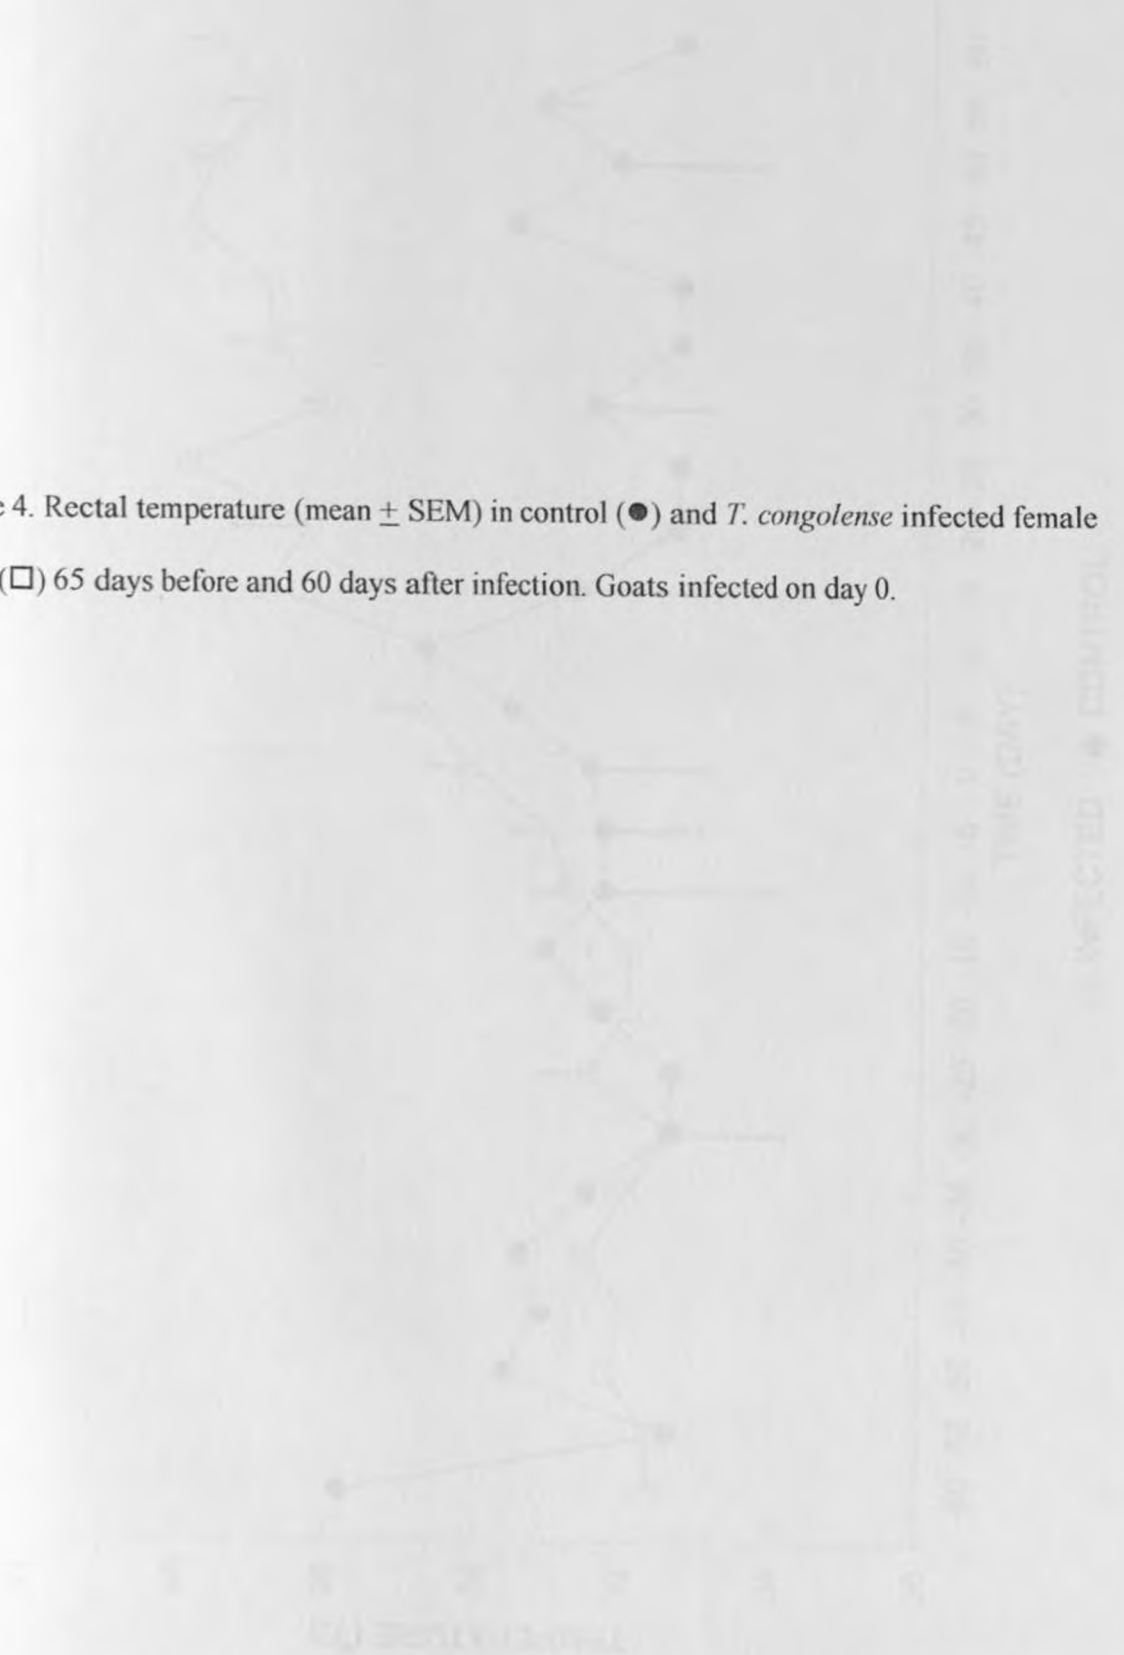 4. Rectal temperature (mean ± SEM) in control (●) and T. congolense infected female
(□) 65 days before and 60 days after infection. Goats infected on day 0.